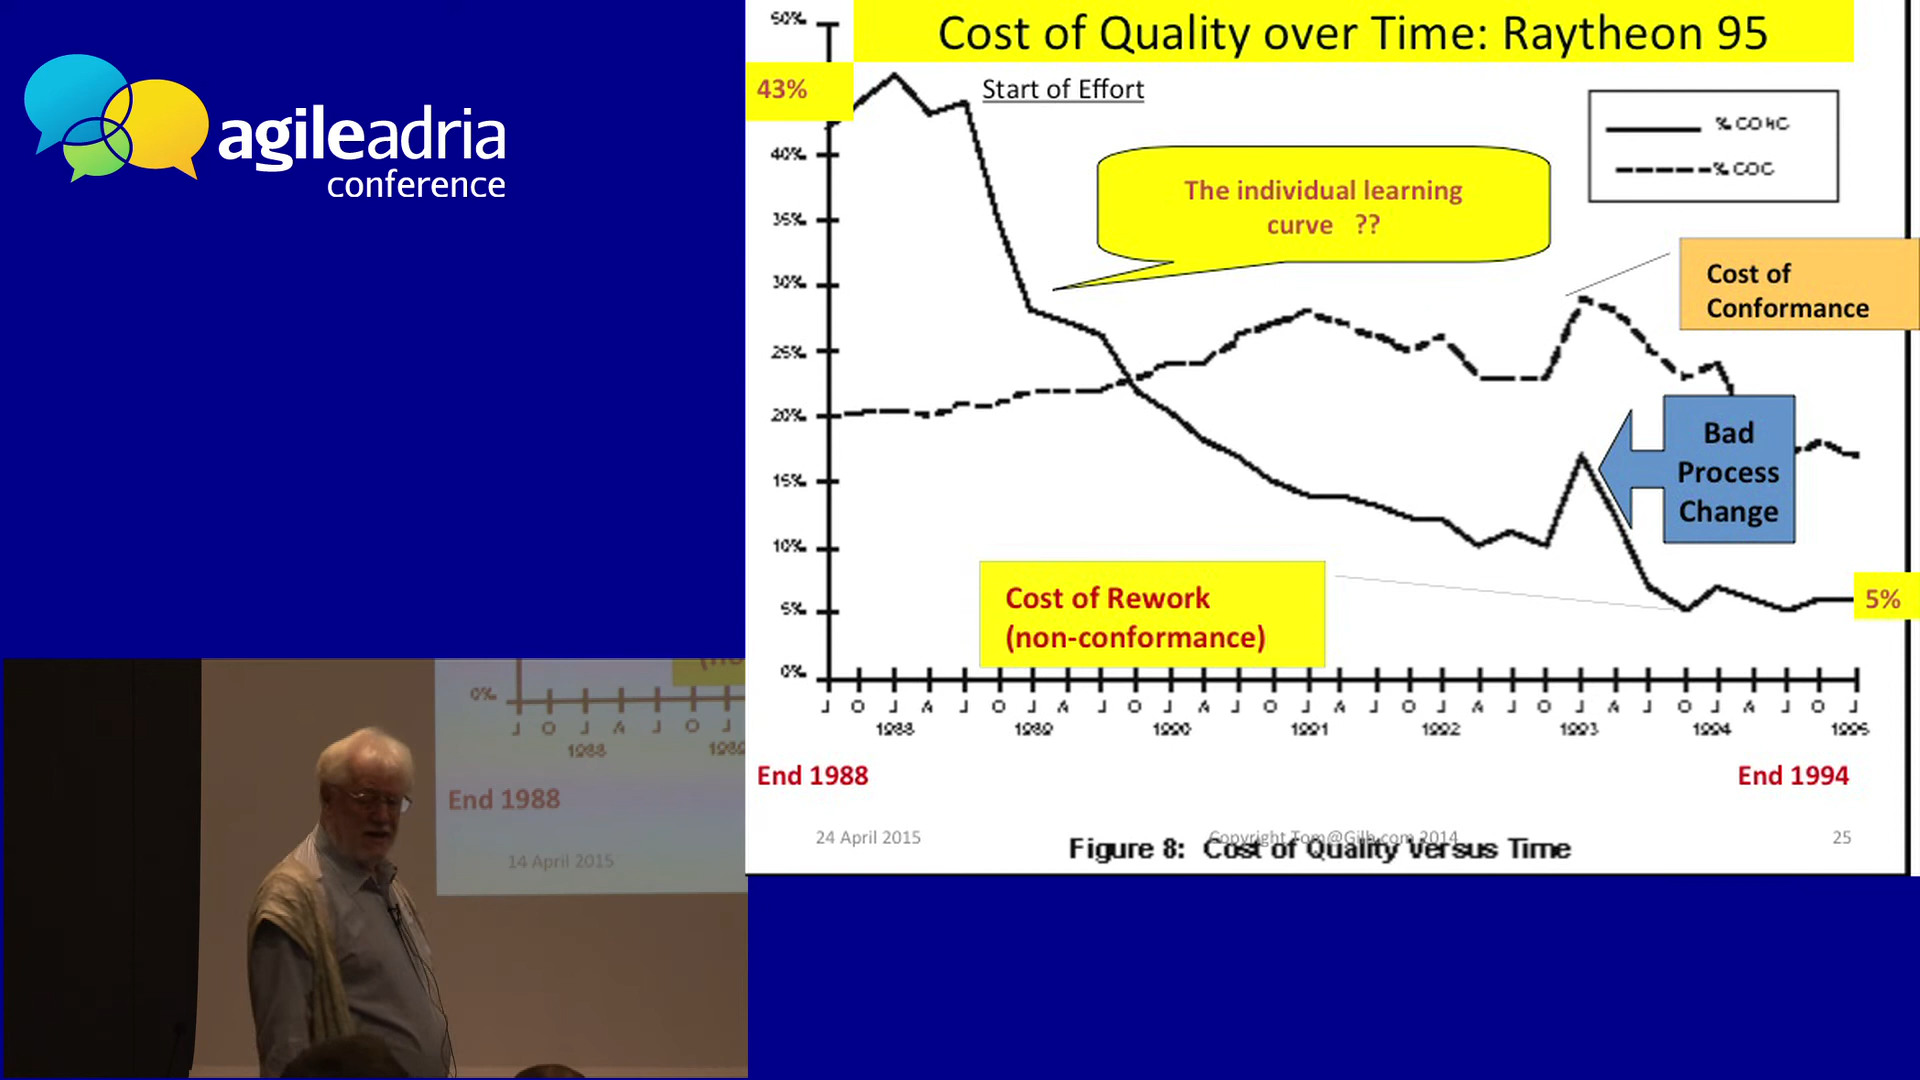 agileadria
conference
Cost of Quality over Time: Raytheon 95
50%
43%
Start of Effort
% CONC
% COC
40%
The individual learning
curve ??
35%
Cost of
Conformance
30%
25%
20%
Bad
Process
Change
15%
10%
Cost of Rework
(non-conformance)
5%
5%
0%
J O J A J O J A J O J A J O J A J O J A J O J A J O J A J O J
1988 1989 1990 1991 1992 1993 1994 1995
End 1988
End 1994
24 April 2015
Copyright Tom@Gilb.com 2014
25
Figure 8: Cost of Quality Versus Time
0%
J O J A J O J
1988
End 1988
14 April 2015